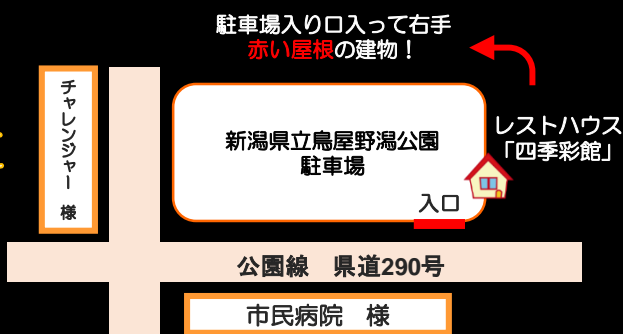 駐車場入り口入って右手
赤い屋根の建物！
チャレンジャー 様
新潟県立鳥屋野潟公園
駐車場
レストハウス
「四季彩館」
入口
公園線 県道290号
市民病院 様